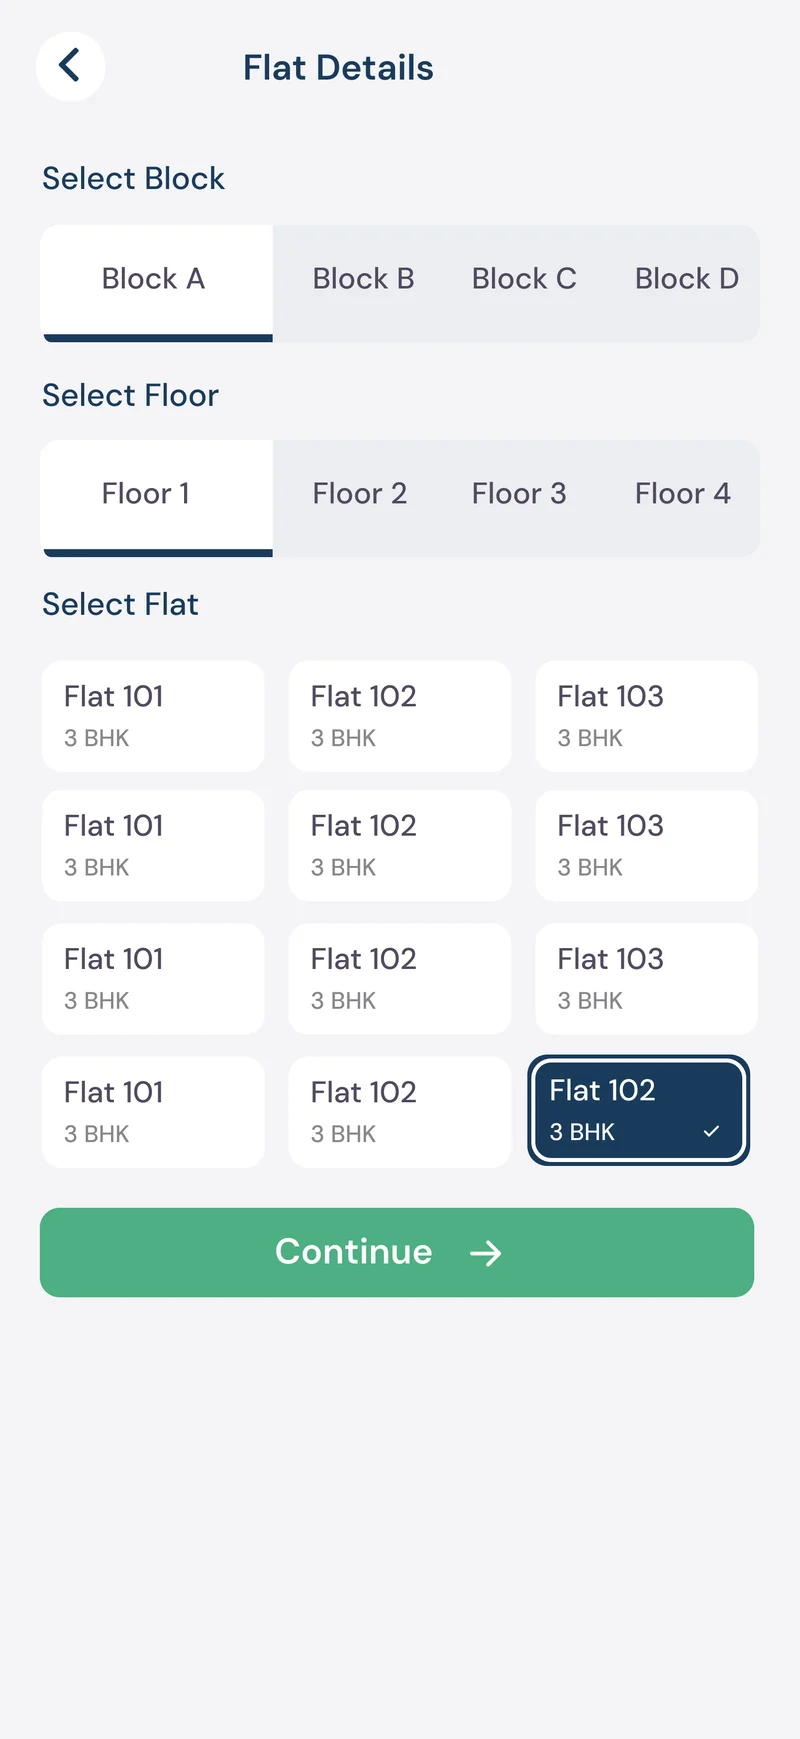 Flat Details
Select Block
Block A Block B Block C Block D
Select Floor
Floor 1 Floor 2 Floor 3 Floor 4
Select Flat
Flat 101 Flat 102 Flat 103
3 BHK 3 BHK 3 BHK
Flat 101 Flat 102 Flat 103
3 BHK 3 BHK 3 BHK
Flat 101 Flat 102 Flat 103
3 BHK 3 BHK 3 BHK
Flat 101 Flat 102 Flat 102
3 BHK 3 BHK 3 BHK
Continue